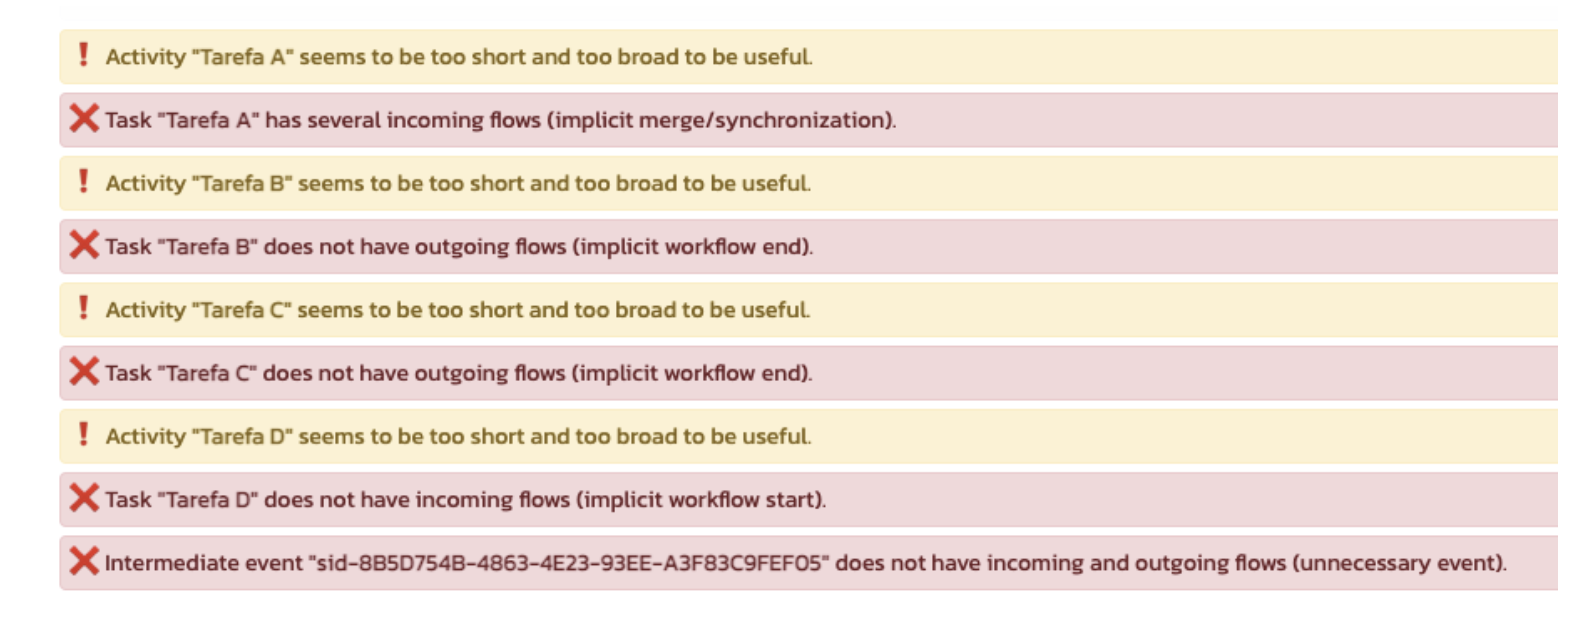 Activity "Tarefa A" seems to be too short and too broad to be useful.
Task "Tarefa A" has several incoming flows (implicit merge/synchronization).
Activity "Tarefa B" seems to be too short and too broad to be useful.
Task "Tarefa B" does not have outgoing flows (implicit workflow end).
Activity "Tarefa C" seems to be too short and too broad to be useful.
Task "Tarefa C" does not have outgoing flows (implicit workflow end).
Activity "Tarefa D" seems to be too short and too broad to be useful.
Task "Tarefa D" does not have incoming flows (implicit workflow start).
Intermediate event "sid-8B5D754B-4863-4E23-93EE-A3F83C9FEF05" does not have incoming and outgoing flows (unnecessary event).